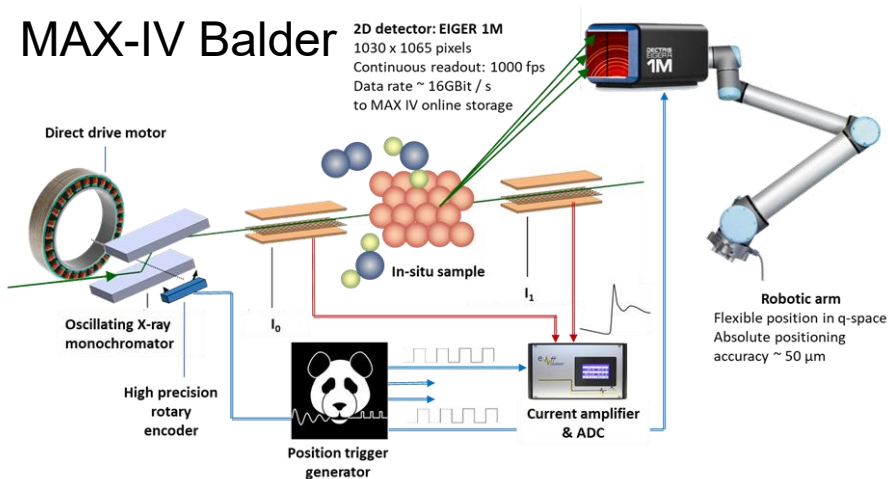 MAX-IV Balder
2D detector: EIGER 1M
1030 x 1065 pixels
Continuous readout: 1000 fps
Data rate ~ 16GBit / s
to MAX IV online storage
DECTRIS
EIGER2
1M
Direct drive motor
In-situ sample
I₁
I₀
Oscillating X-ray
monochromator
High precision
rotary
encoder
Position trigger
generator
Current amplifier
& ADC
Robotic arm
Flexible position in q-space
Absolute positioning
accuracy ~ 50 µm